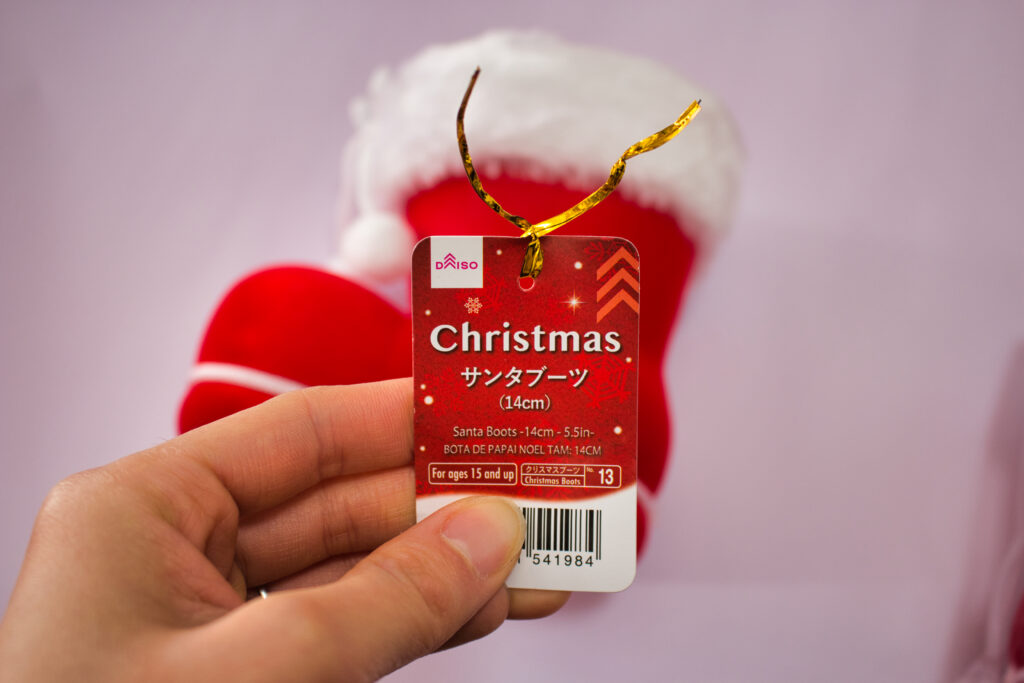 DAISO
Christmas
サンタブーツ
(14cm)
Santa Boots -14cm - 5.5in-
BOTA DE PAPAI NOEL TAM: 14CM
For ages 15 and up
クリスマスブーツ
Christmas Boots
No. 13
541984